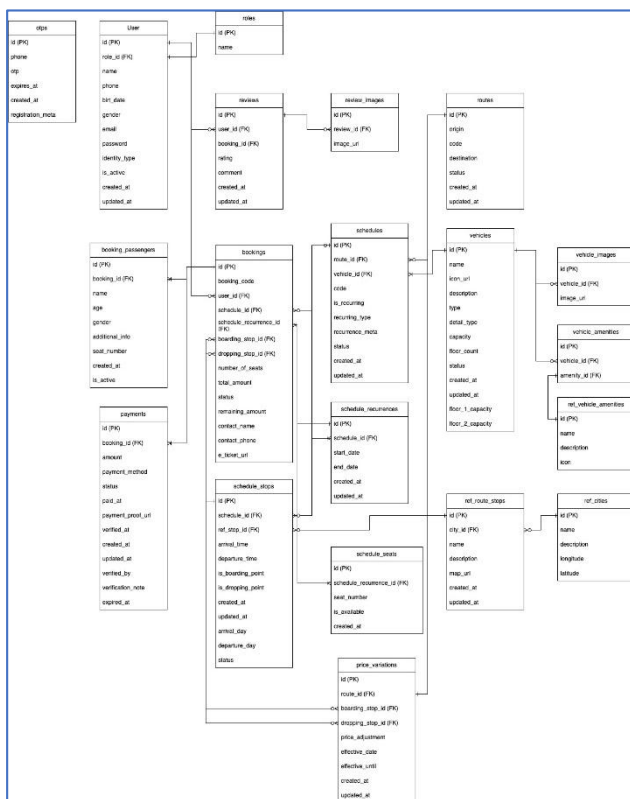 otps
id (PK)
phone
otp
expires_at
created_at
registration_meta
User
id (PK)
role_id (FK)
name
phone
birt_date
gender
email
password
identity_type
is_active
created_at
updated_at
roles
id (PK)
name
reviews
id (PK)
user_id (FK)
booking_id (FK)
rating
comment
created_at
updated_at
review_images
id (PK)
review_id (FK)
image_url
routes
id (PK)
origin
code
destination
status
created_at
updated_at
booking_passengers
id (PK)
booking_id (FK)
name
age
gender
additional_info
seat_number
created_at
is_active
bookings
id (PK)
booking_code
user_id (FK)
schedule_id (FK)
schedule_recurrence_id
(FK)
boarding_stop_id (FK)
dropping_stop_id (FK)
number_of_seats
total_amount
status
remaining_amount
contact_name
contact_phone
e_ticket_url
schedules
id (PK)
route_id (FK)
vehicle_id (FK)
code
is_recurring
recurring_type
recurrence_meta
status
created_at
updated_at
vehicles
id (PK)
name
icon_url
description
type
detail_type
capacity
floor_count
status
created_at
updated_at
floor_1_capacity
floor_2_capacity
vehicle_images
id (PK)
vehicle_id (FK)
image_url
vehicle_amenities
id (PK)
vehicle_id (FK)
amenity_id (FK)
ref_vehicle_amenities
id (PK)
name
description
icon
payments
id (PK)
booking_id (FK)
amount
payment_method
status
paid_at
payment_proof_url
verified_at
created_at
updated_at
verified_by
verification_note
expired_at
schedule_recurrences
id (PK)
schedule_id (FK)
start_date
end_date
created_at
updated_at
schedule_stops
id (PK)
schedule_id (FK)
ref_stop_id (FK)
arrival_time
departure_time
is_boarding_point
is_dropping_point
created_at
updated_at
arrival_day
departure_day
status
schedule_seats
id (PK)
schedule_recurrence_id (FK)
seat_number
is_available
created_at
ref_route_stops
id (PK)
city_id (FK)
name
description
map_url
created_at
updated_at
ref_cities
id (PK)
name
description
longitude
latitude
price_variations
id (PK)
route_id (FK)
boarding_stop_id (FK)
dropping_stop_id (FK)
price_adjustment
effective_date
effective_until
created_at
updated_at